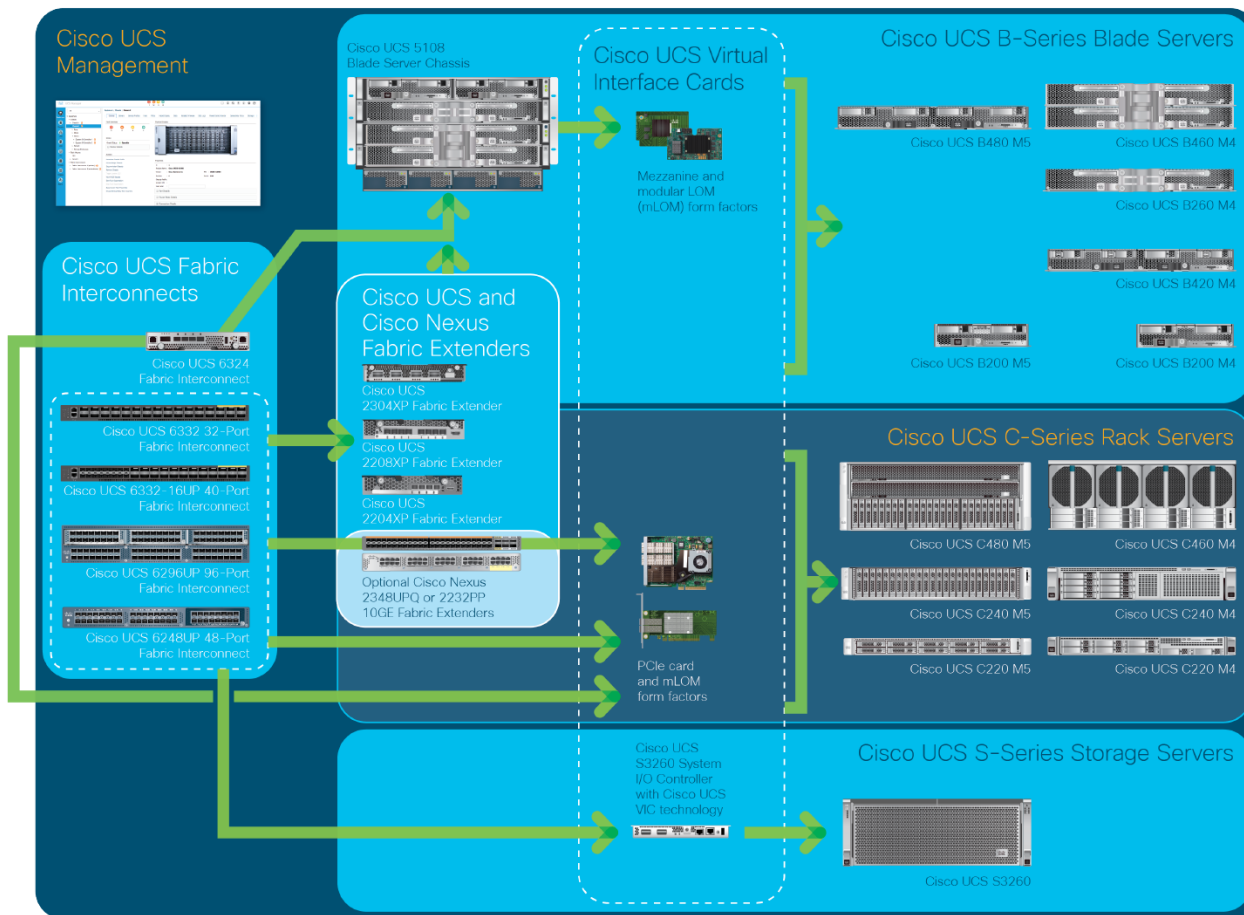 Cisco UCS
Management
Cisco UCS 5108
Blade Server Chassis
Cisco UCS Virtual
Interface Cards
Mezzanine and
modular LOM
(mLOM) form factors
Cisco UCS B-Series Blade Servers
Cisco UCS B480 M5
Cisco UCS B460 M4
Cisco UCS B260 M4
Cisco UCS B420 M4
Cisco UCS B200 M5
Cisco UCS B200 M4
Cisco UCS Fabric
Interconnects
Cisco UCS 6324
Fabric Interconnect
Cisco UCS 6332 32-Port
Fabric Interconnect
Cisco UCS 6332-16UP 40-Port
Fabric Interconnect
Cisco UCS 6296UP 96-Port
Fabric Interconnect
Cisco UCS 6248UP 48-Port
Fabric Interconnect
Cisco UCS and
Cisco Nexus
Fabric Extenders
Cisco UCS
2304XP Fabric Extender
Cisco UCS
2208XP Fabric Extender
Cisco UCS
2204XP Fabric Extender
Optional Cisco Nexus
2348UPQ or 2232PP
10GE Fabric Extenders
PCIe card
and mLOM
form factors
Cisco UCS C-Series Rack Servers
Cisco UCS C480 M5
Cisco UCS C460 M4
Cisco UCS C240 M5
Cisco UCS C240 M4
Cisco UCS C220 M5
Cisco UCS C220 M4
Cisco UCS
S3260 System
I/O Controller
with Cisco UCS
VIC technology
Cisco UCS S-Series Storage Servers
Cisco UCS S3260